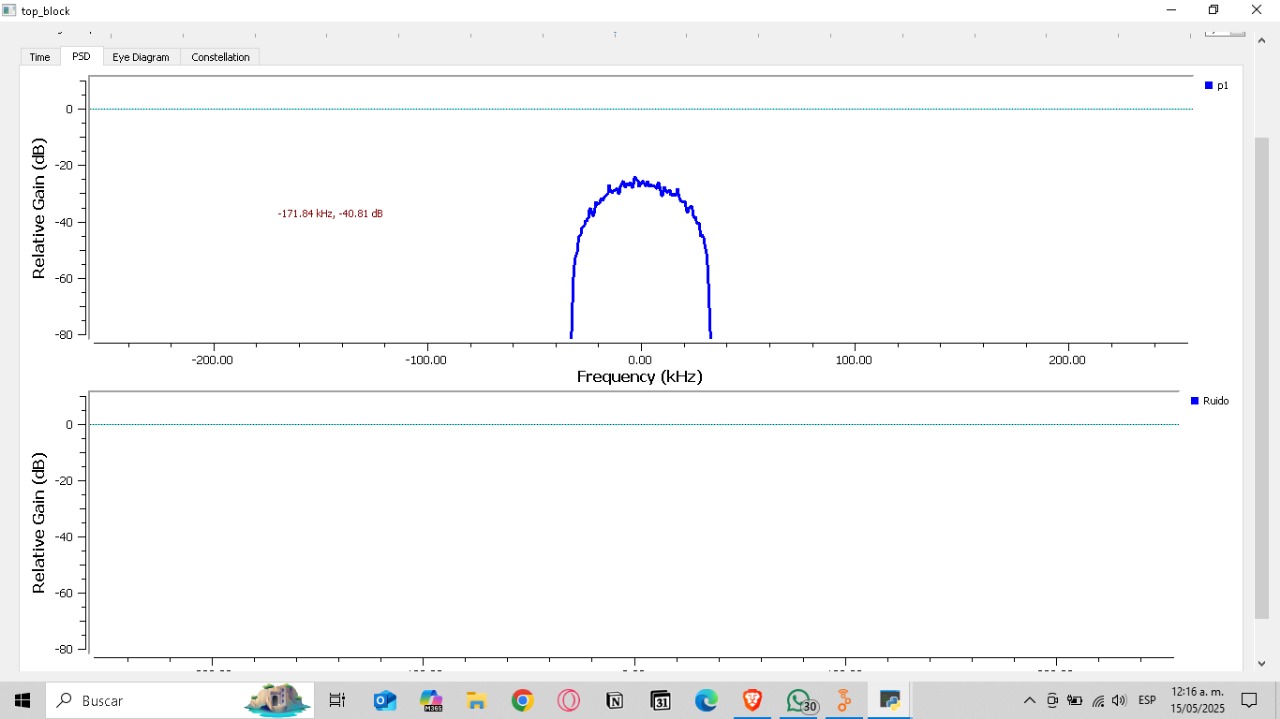 top_block
Time PSD Eye Diagram Constellation
p1
0
-20
-40
-60
-80
Relative Gain (dB)
-171.84 kHz, -40.81 dB
-200.00 -100.00 0.00 100.00 200.00
Frequency (kHz)
Ruido
0
-20
-40
-60
-80
Relative Gain (dB)
Buscar
M365
N
31
30
ESP
12:16 a. m.
15/05/2025